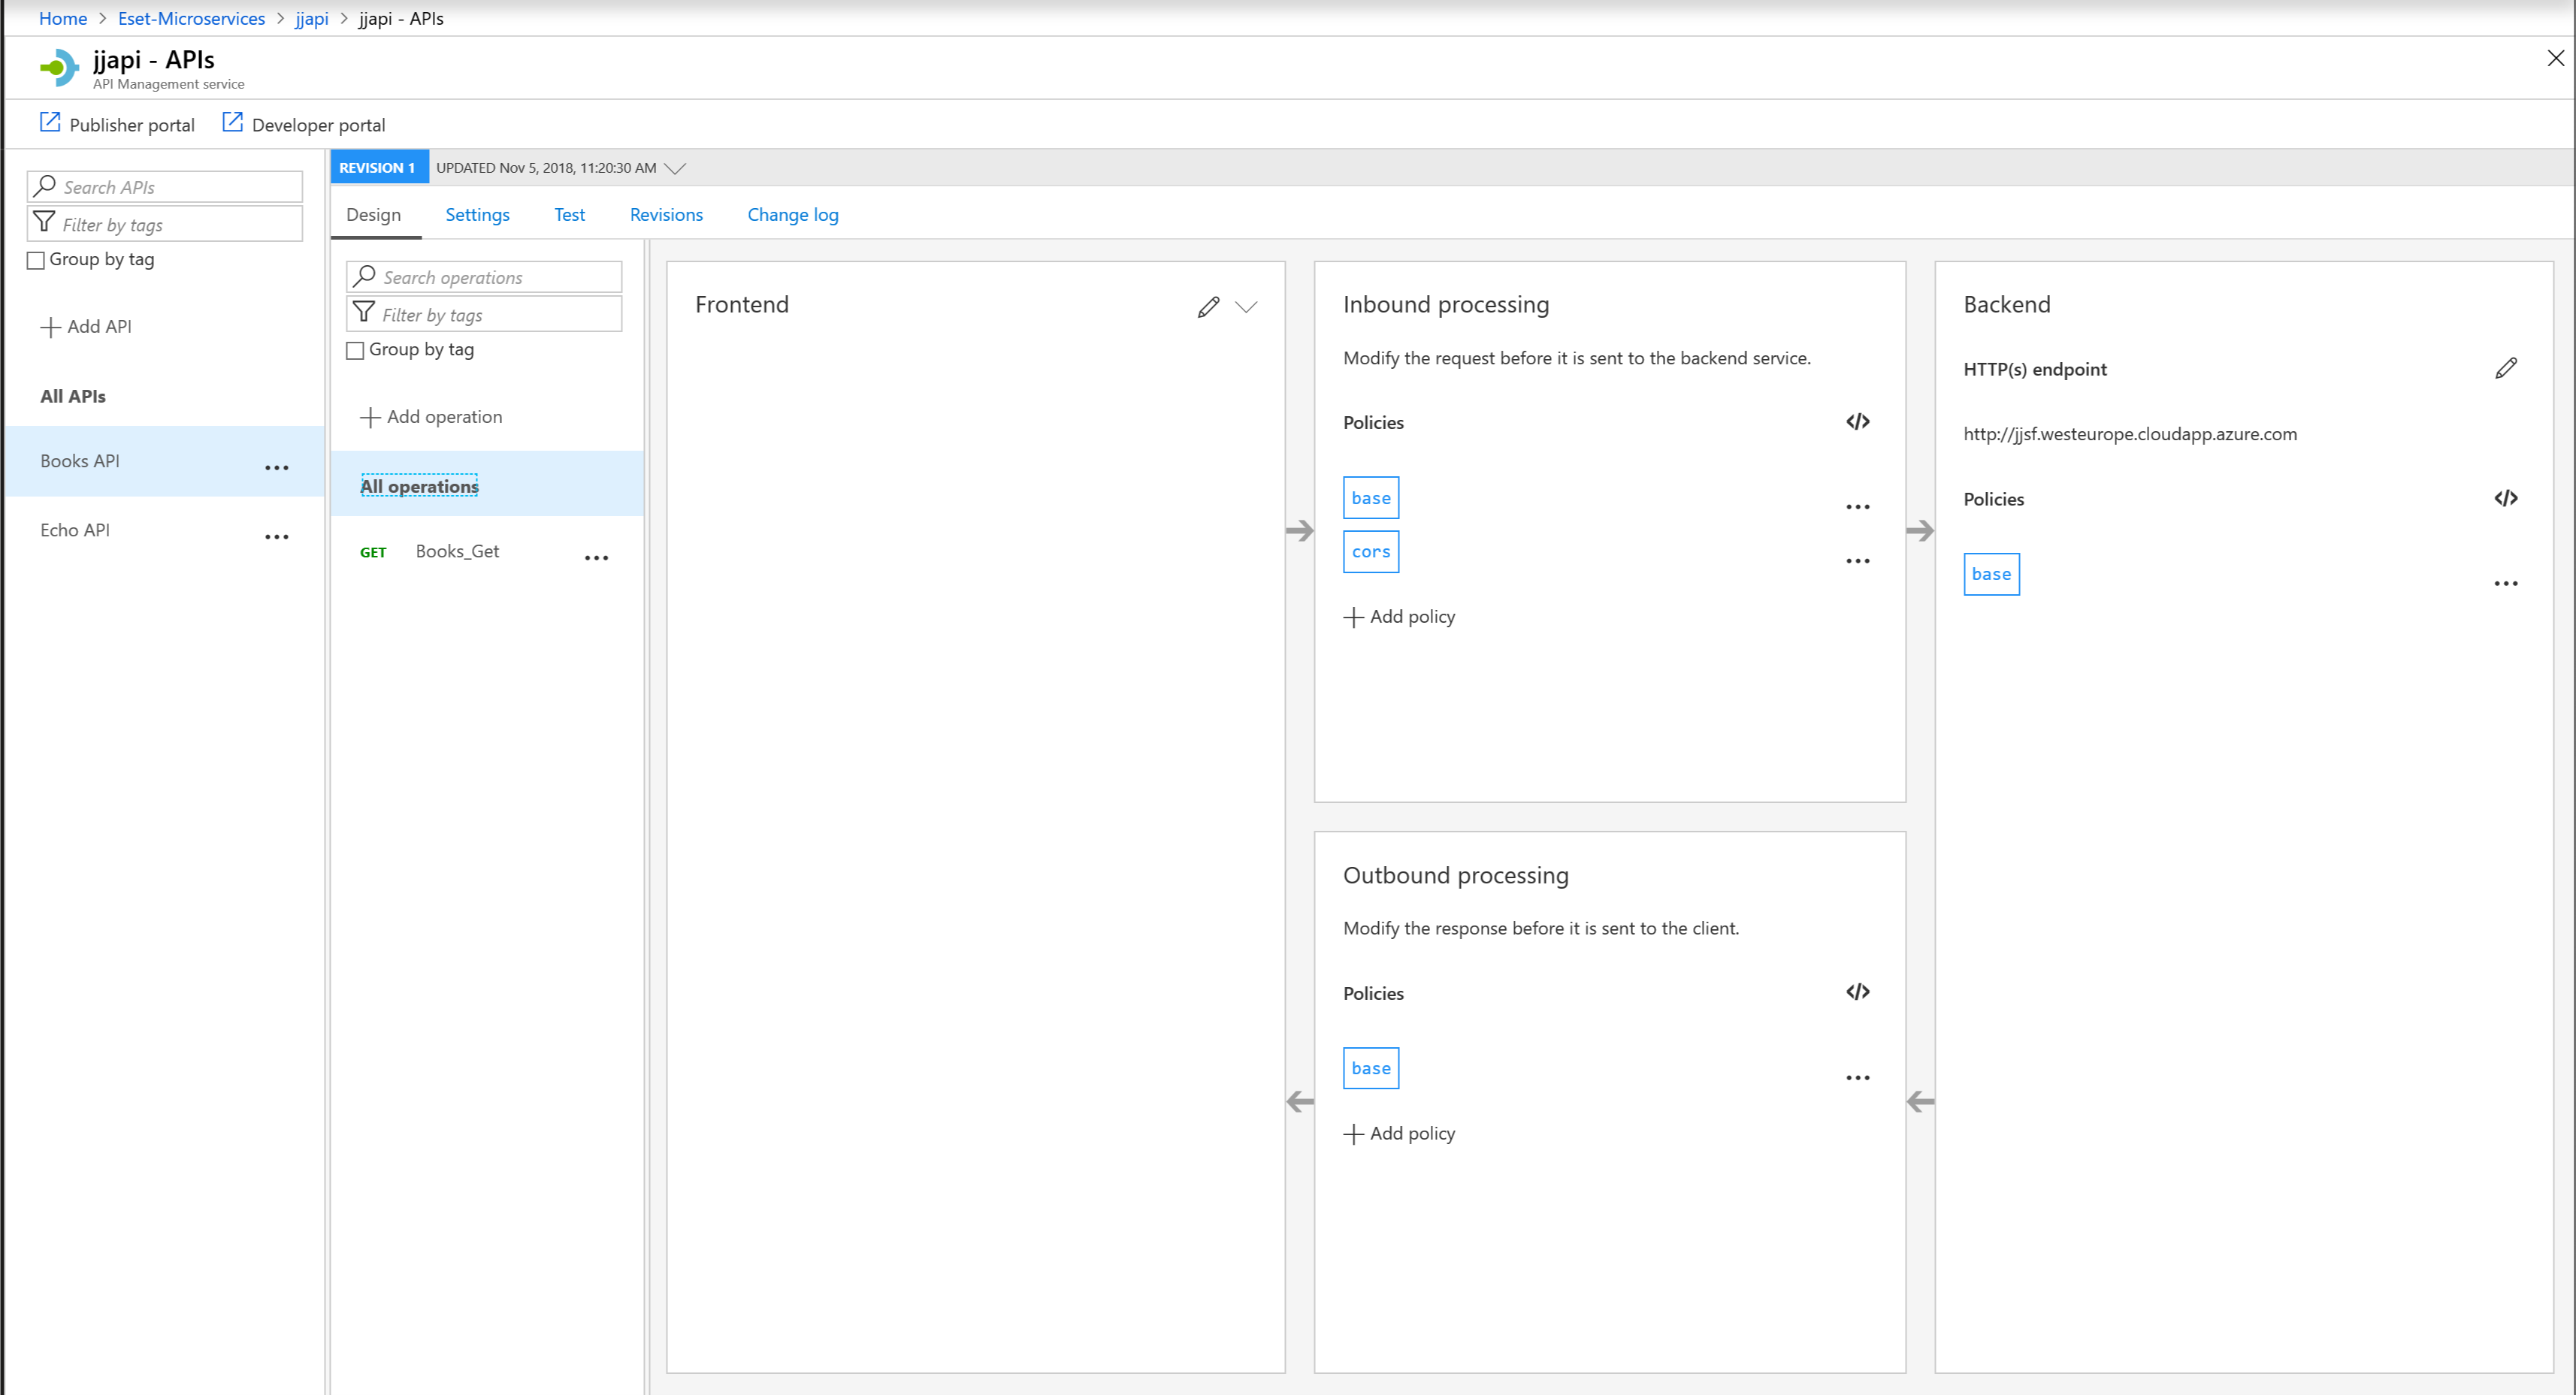 Home > Eset-Microservices > jjapi > jjapi - APIs
jjapi - APIs
API Management service
Publisher portal
Developer portal
Search APIs
Filter by tags
Group by tag
Add API
All APIs
Books API
Echo API
REVISION 1
UPDATED Nov 5, 2018, 11:20:30 AM
Design
Settings
Test
Revisions
Change log
Search operations
Filter by tags
Group by tag
Add operation
All operations
GET Books_Get
Frontend
Inbound processing
Modify the request before it is sent to the backend service.
Policies
base
cors
Add policy
Outbound processing
Modify the response before it is sent to the client.
Policies
base
Add policy
Backend
HTTP(s) endpoint
http://jjsf.westeurope.cloudapp.azure.com
Policies
base